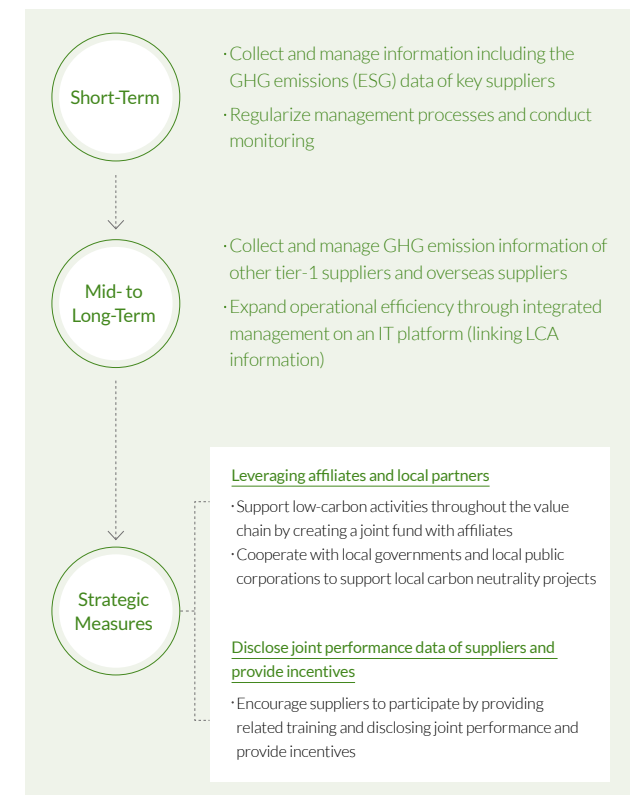 Short-Term
· Collect and manage information including the
GHG emissions (ESG) data of key suppliers
· Regularize management processes and conduct
monitoring
Mid- to
Long-Term
· Collect and manage GHG emission information of
other tier-1 suppliers and overseas suppliers
· Expand operational efficiency through integrated
management on an IT platform (linking LCA
information)
Strategic
Measures
Leveraging affiliates and local partners
· Support low-carbon activities throughout the value
chain by creating a joint fund with affiliates
· Cooperate with local governments and local public
corporations to support local carbon neutrality projects
Disclose joint performance data of suppliers and
provide incentives
· Encourage suppliers to participate by providing
related training and disclosing joint performance and
provide incentives